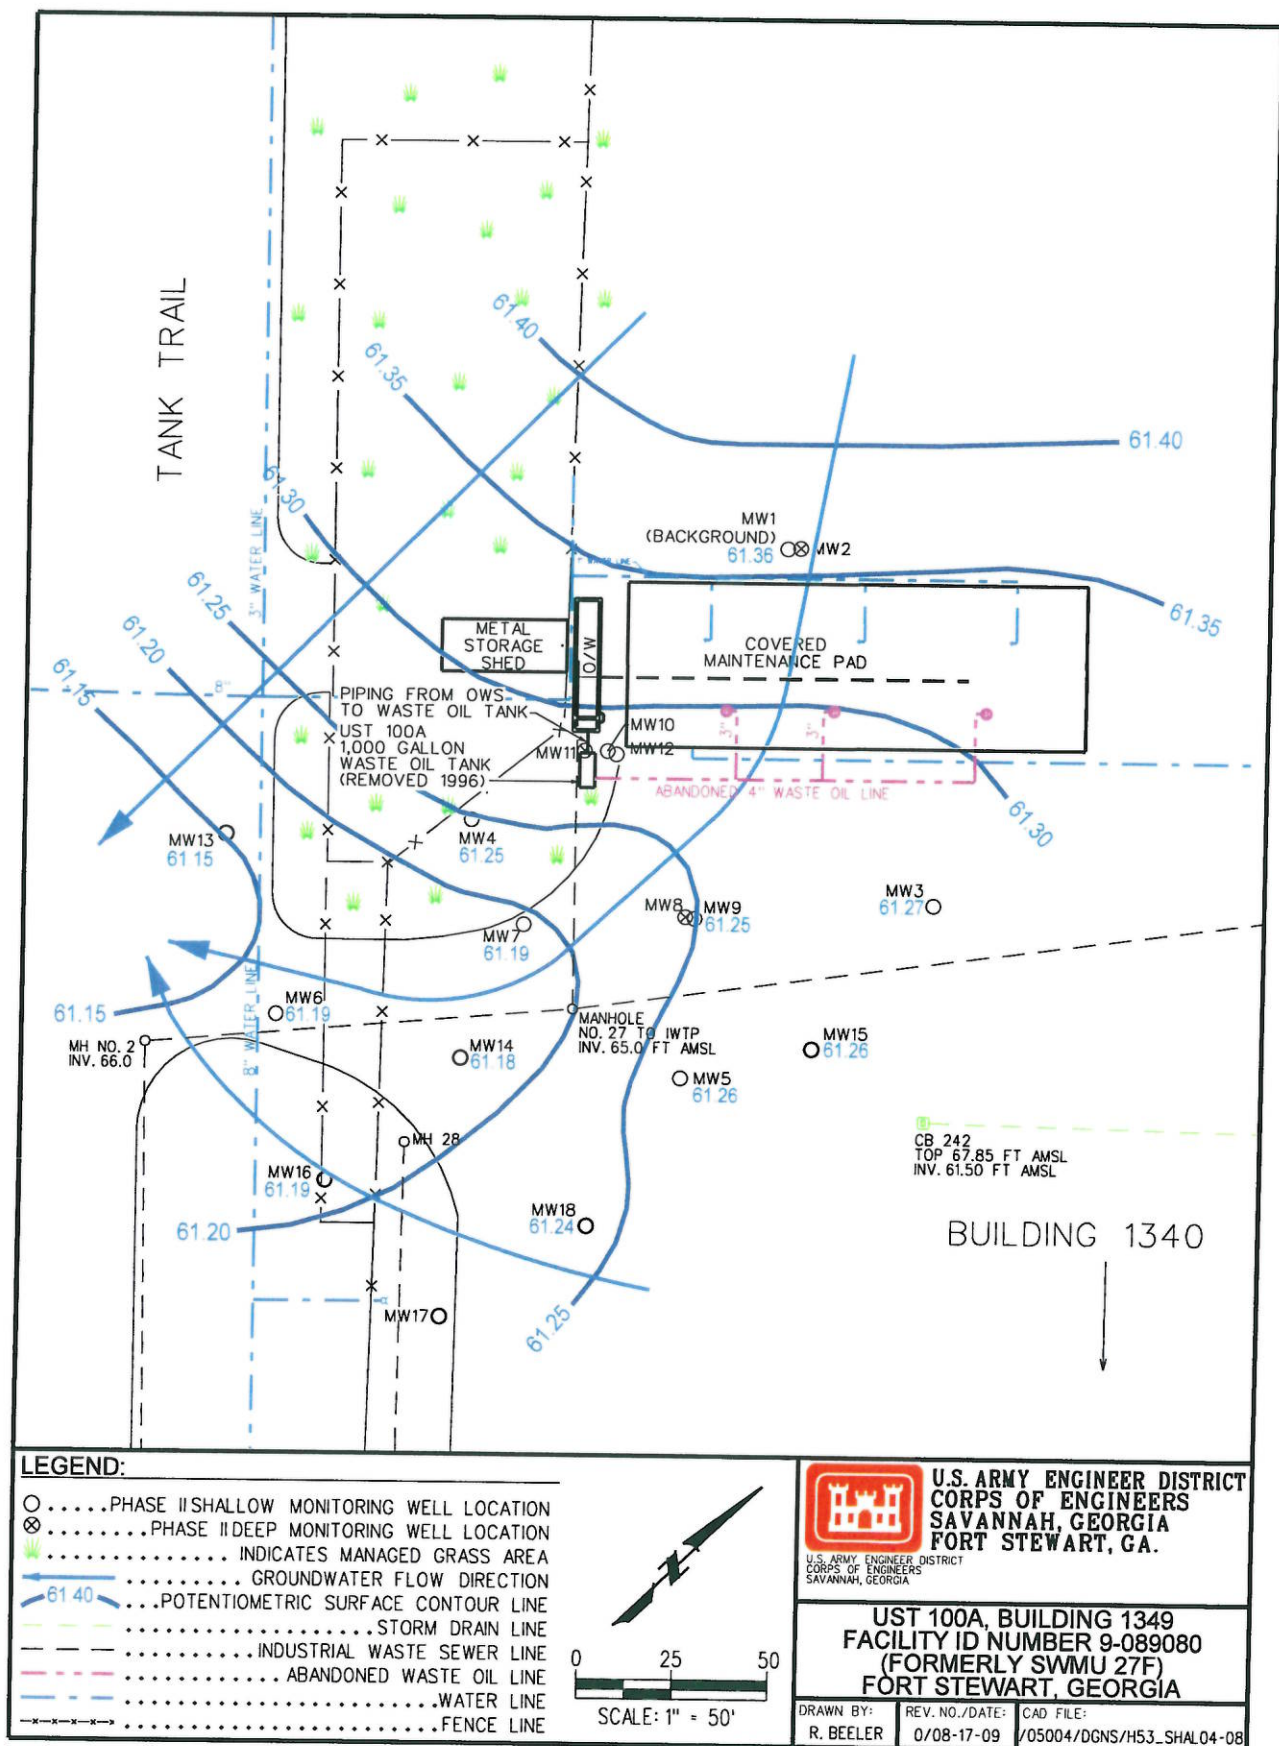 TANK TRAIL
61.40
61.35
61.30
61.25
61.20
61.15
61.40
61.35
61.30
3" WATER LINE
MW1
(BACKGROUND)
61.36
MW2
WATER LINE
METAL
STORAGE
SHED
O/W
COVERED
MAINTENANCE PAD
8"
PIPING FROM OWS
TO WASTE OIL TANK
UST 100A
1,000 GALLON
WASTE OIL TANK
(REMOVED 1996)
MW10
MW11
MW12
3"
3"
ABANDONED 4" WASTE OIL LINE
MW13
61.15
MW4
61.25
MW3
61.27
MW8
MW9
61.25
MW7
61.19
61.15
MW6
61.19
8" WATER LINE
MANHOLE
NO. 27 TO IWTP
INV. 65.0 FT AMSL
MH NO. 2
INV. 66.0
MW14
61.18
MW15
61.26
MW5
61.26
MH 28
CB 242
TOP 67.85 FT AMSL
INV. 61.50 FT AMSL
MW16
61.19
61.20
MW18
61.24
BUILDING 1340
MW17
61.25
LEGEND:
.....PHASE II SHALLOW MONITORING WELL LOCATION
........PHASE II DEEP MONITORING WELL LOCATION
.............. INDICATES MANAGED GRASS AREA
........ GROUNDWATER FLOW DIRECTION
61.40 ...POTENTIOMETRIC SURFACE CONTOUR LINE
..................STORM DRAIN LINE
..........INDUSTRIAL WASTE SEWER LINE
............ABANDONED WASTE OIL LINE
......................WATER LINE
......................FENCE LINE
N
0 25 50
SCALE: 1" = 50'
U.S. ARMY ENGINEER DISTRICT
CORPS OF ENGINEERS
SAVANNAH, GEORGIA
FORT STEWART, GA.
U.S. ARMY ENGINEER DISTRICT
CORPS OF ENGINEERS
SAVANNAH, GEORGIA
UST 100A, BUILDING 1349
FACILITY ID NUMBER 9-089080
(FORMERLY SWMU 27F)
FORT STEWART, GEORGIA
DRAWN BY:
R. BEELER
REV. NO./DATE:
0/08-17-09
CAD FILE:
/05004/DGNS/H53_SHAL04-08